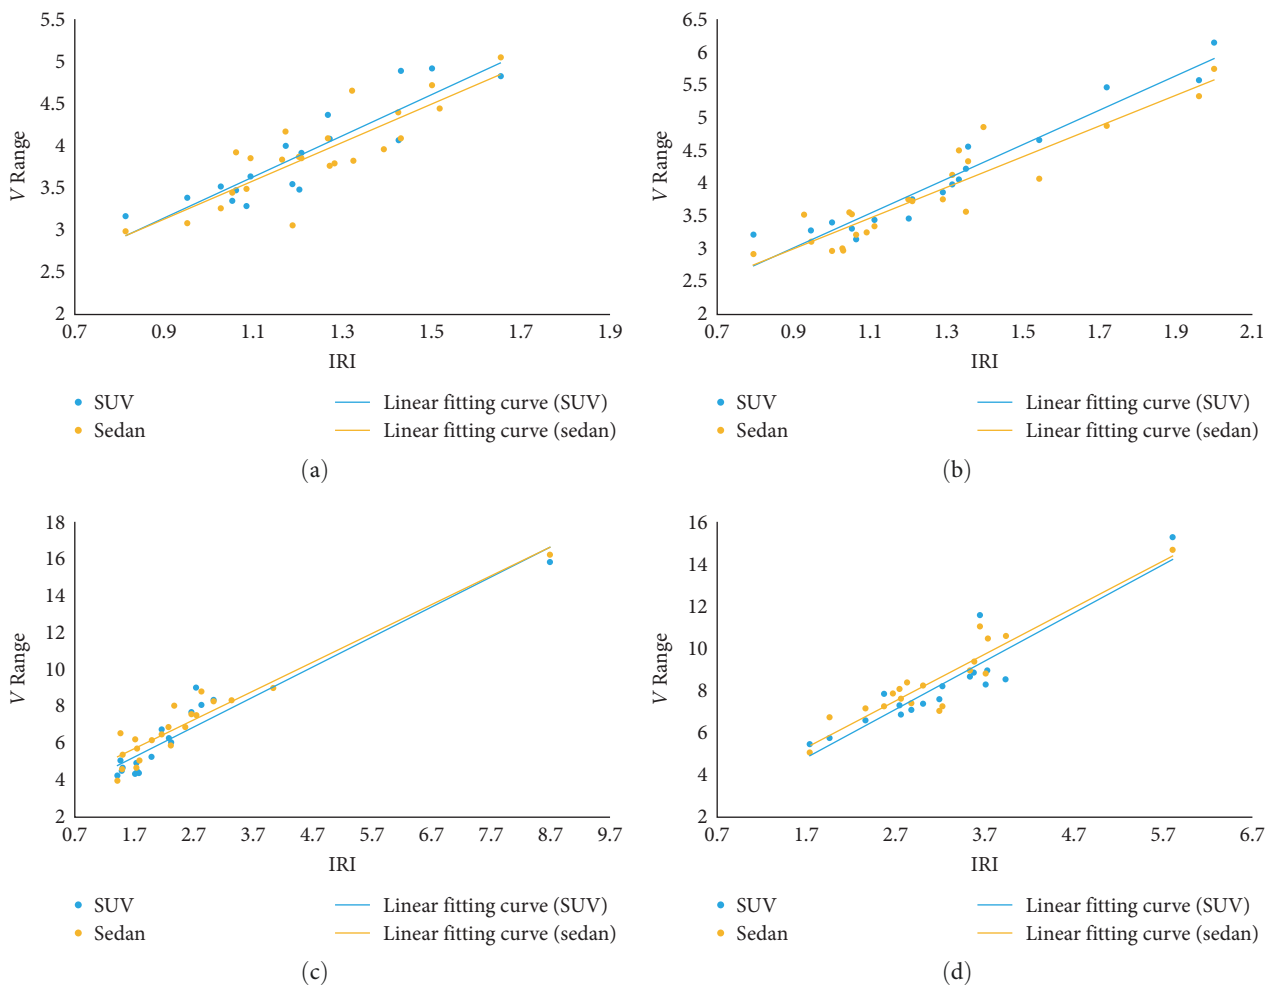 5.5
5
4.5
4
3.5
3
2.5
2
V Range
0.7 0.9 1.1 1.3 1.5 1.7 1.9
IRI
SUV Linear fitting curve (SUV)
Sedan Linear fitting curve (sedan)
(a)
6.5
6
5.5
5
4.5
4
3.5
3
2.5
2
V Range
0.7 0.9 1.1 1.3 1.5 1.7 1.9 2.1
IRI
SUV Linear fitting curve (SUV)
Sedan Linear fitting curve (sedan)
(b)
18
16
14
12
10
8
6
4
2
V Range
0.7 1.7 2.7 3.7 4.7 5.7 6.7 7.7 8.7 9.7
IRI
SUV Linear fitting curve (SUV)
Sedan Linear fitting curve (sedan)
(c)
16
14
12
10
8
6
4
2
V Range
0.7 1.7 2.7 3.7 4.7 5.7 6.7
IRI
SUV Linear fitting curve (SUV)
Sedan Linear fitting curve (sedan)
(d)